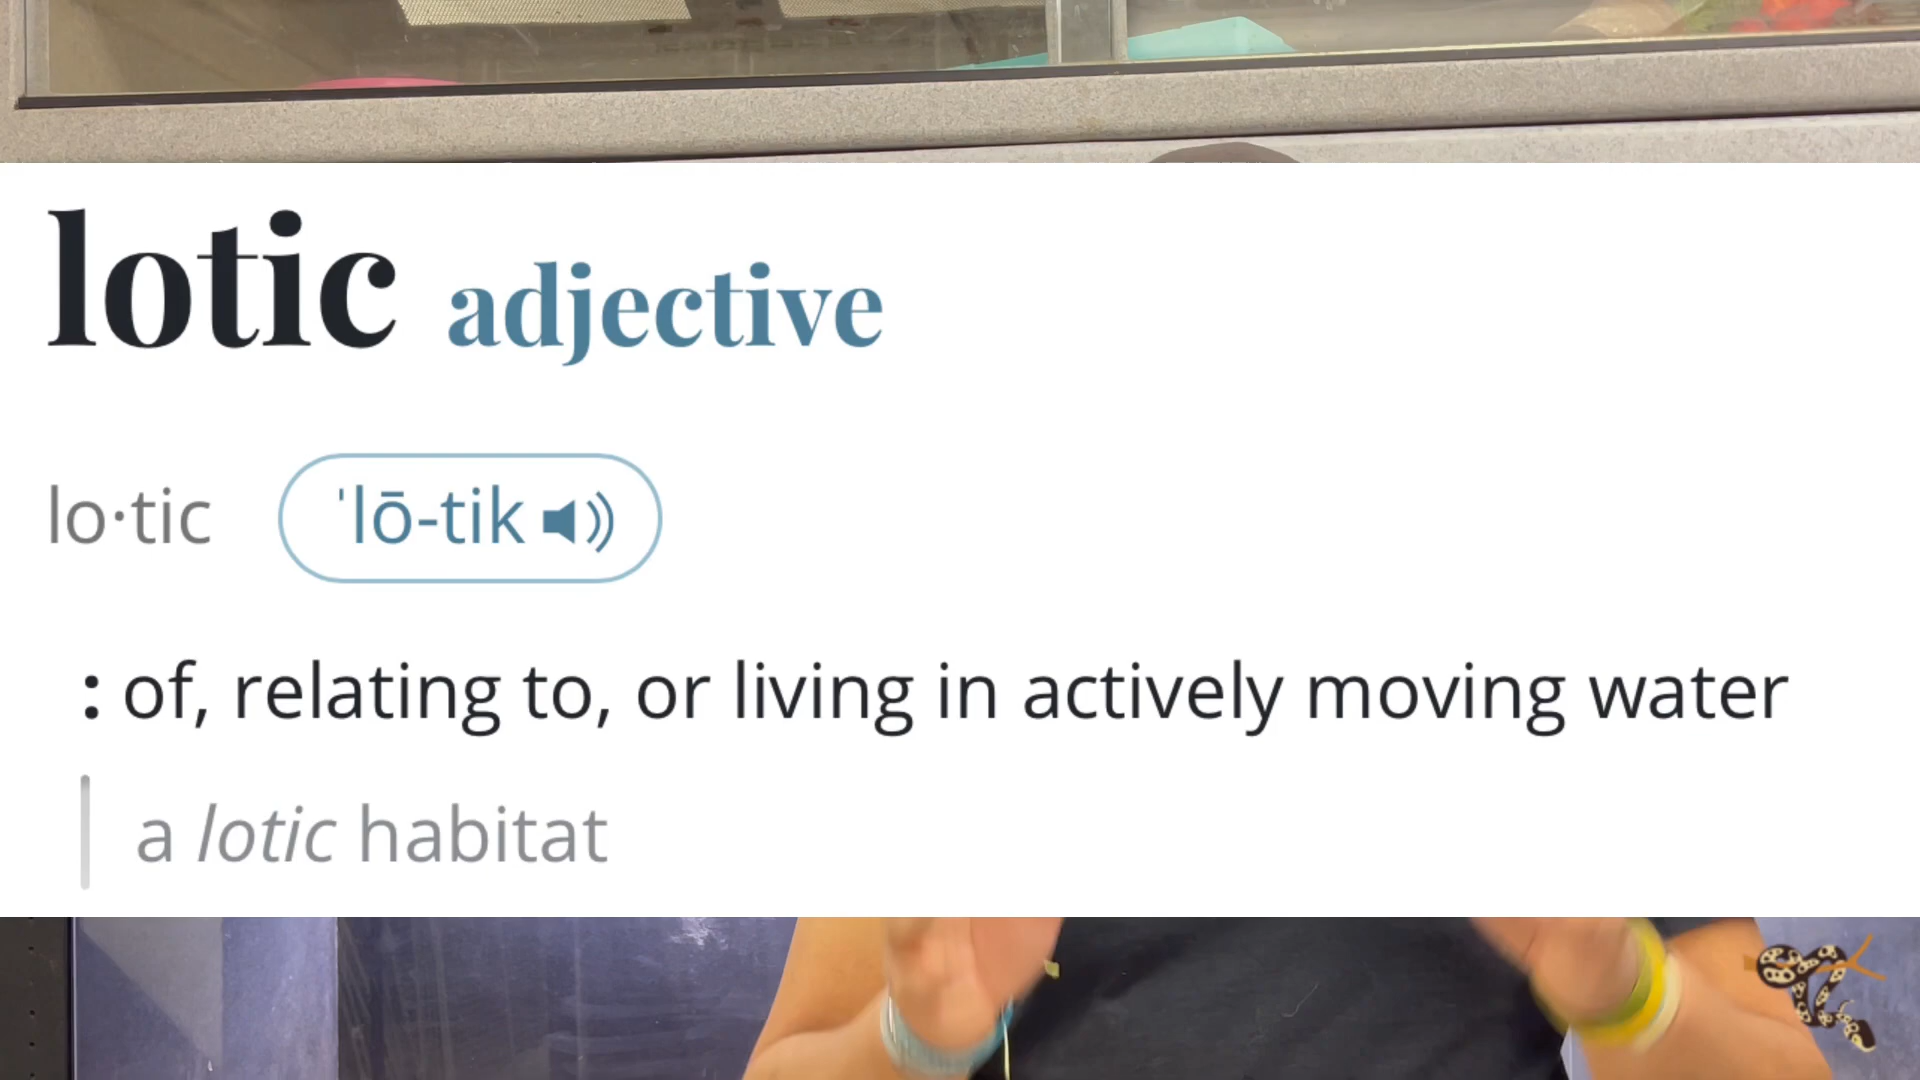 lotic adjective
lo·tic ˈlō-tik
: of, relating to, or living in actively moving water
a lotic habitat